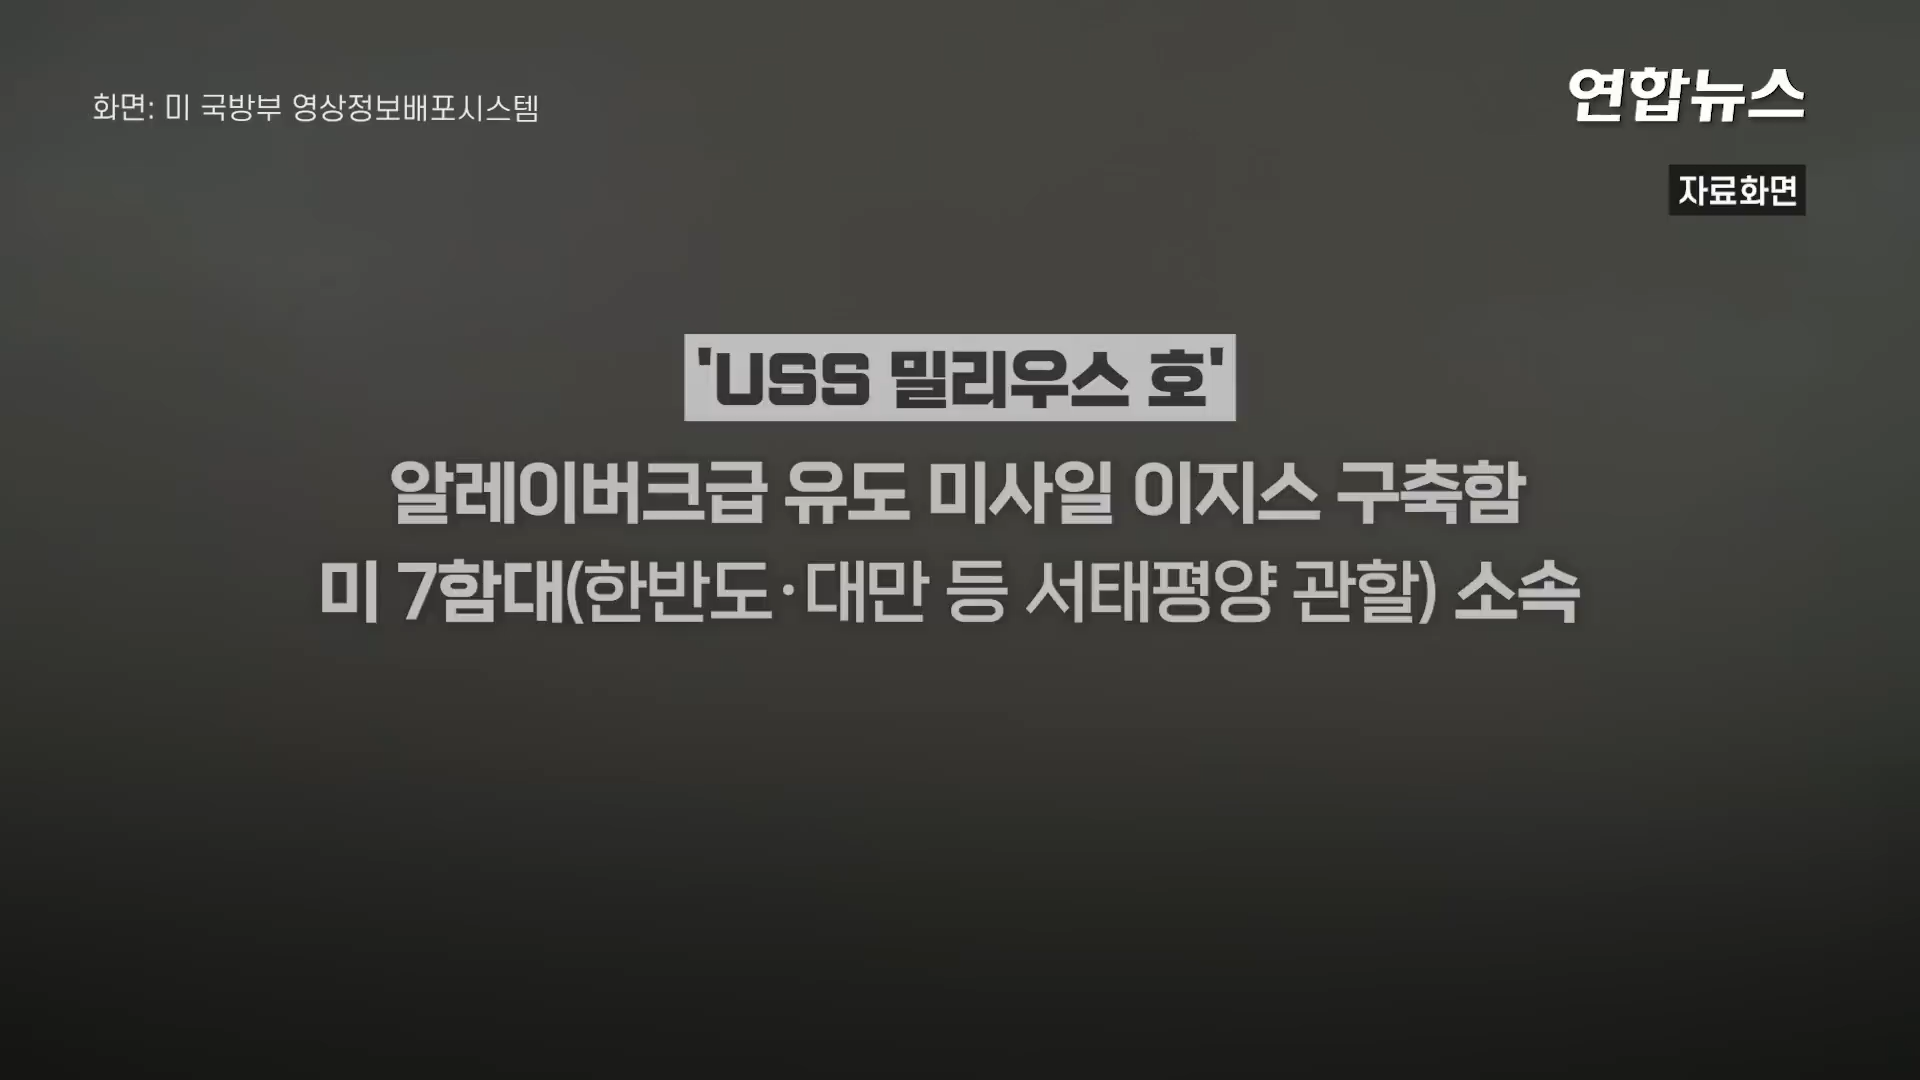 화면: 미 국방부 영상정보배포시스템
연합뉴스
자료화면
'USS 밀리우스 호'
알레이버크급 유도 미사일 이지스 구축함
미 7함대(한반도·대만 등 서태평양 관할) 소속